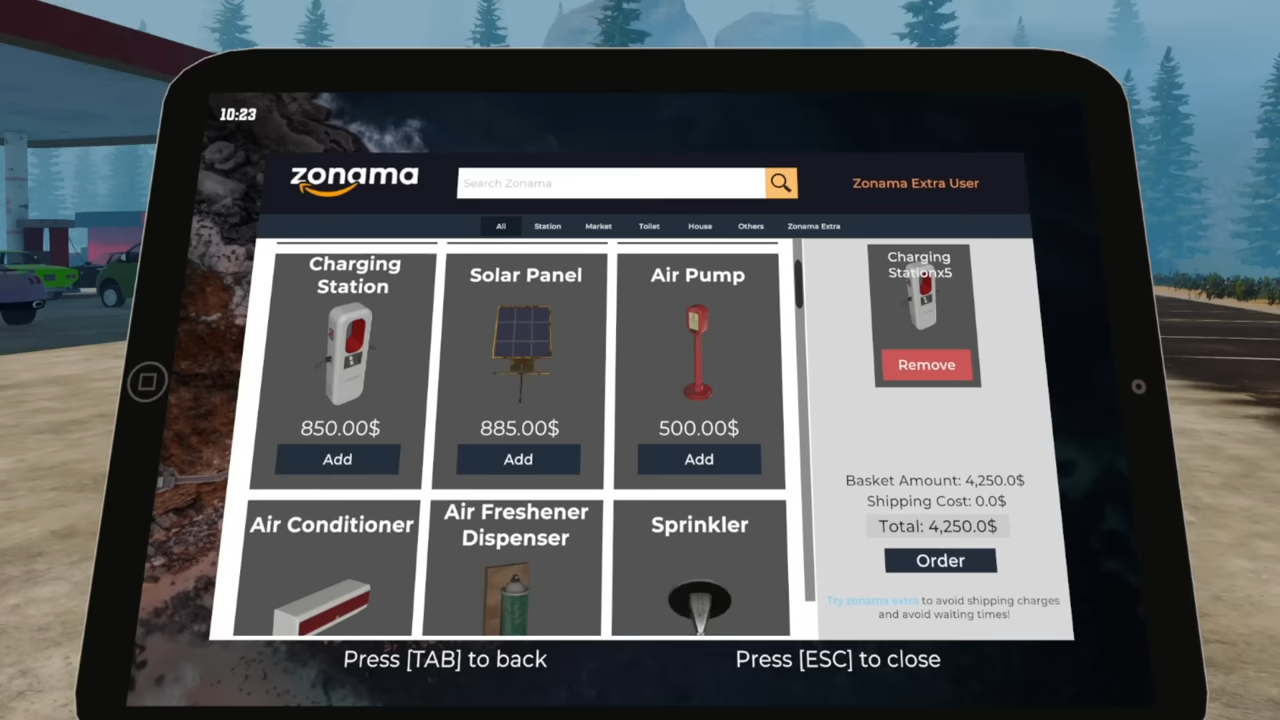 10:23
zonama
Search Zonama
Zonama Extra User
All
Station
Market
Toilet
House
Others
Zonama Extra
Charging
Station
850.00$
Add
Solar Panel
885.00$
Add
Air Pump
500.00$
Add
Air Conditioner
Air Freshener
Dispenser
Sprinkler
Charging
Stationx5
Remove
Basket Amount: 4,250.0$
Shipping Cost: 0.0$
Total: 4,250.0$
Order
Try zonama extra to avoid shipping charges
and avoid waiting times!
Press [TAB] to back
Press [ESC] to close